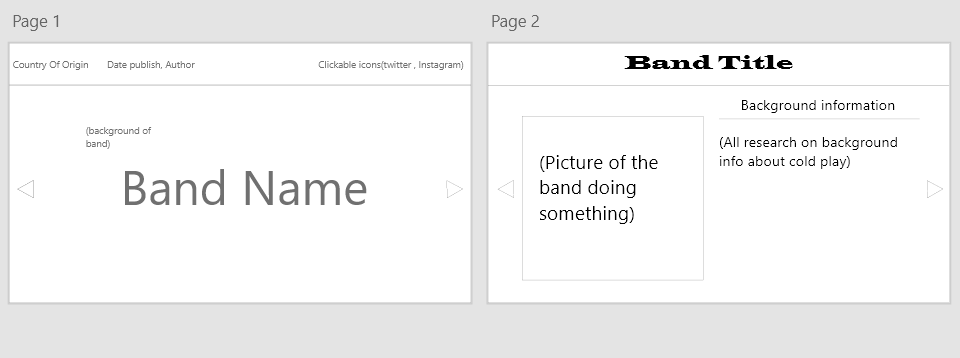 Page 1
Country Of Origin
Date publish, Author
Clickable icons(twitter , Instagram)
(background of
band)
Band Name
Page 2
Band Title
(Picture of the
band doing
something)
Background information
(All research on background
info about cold play)